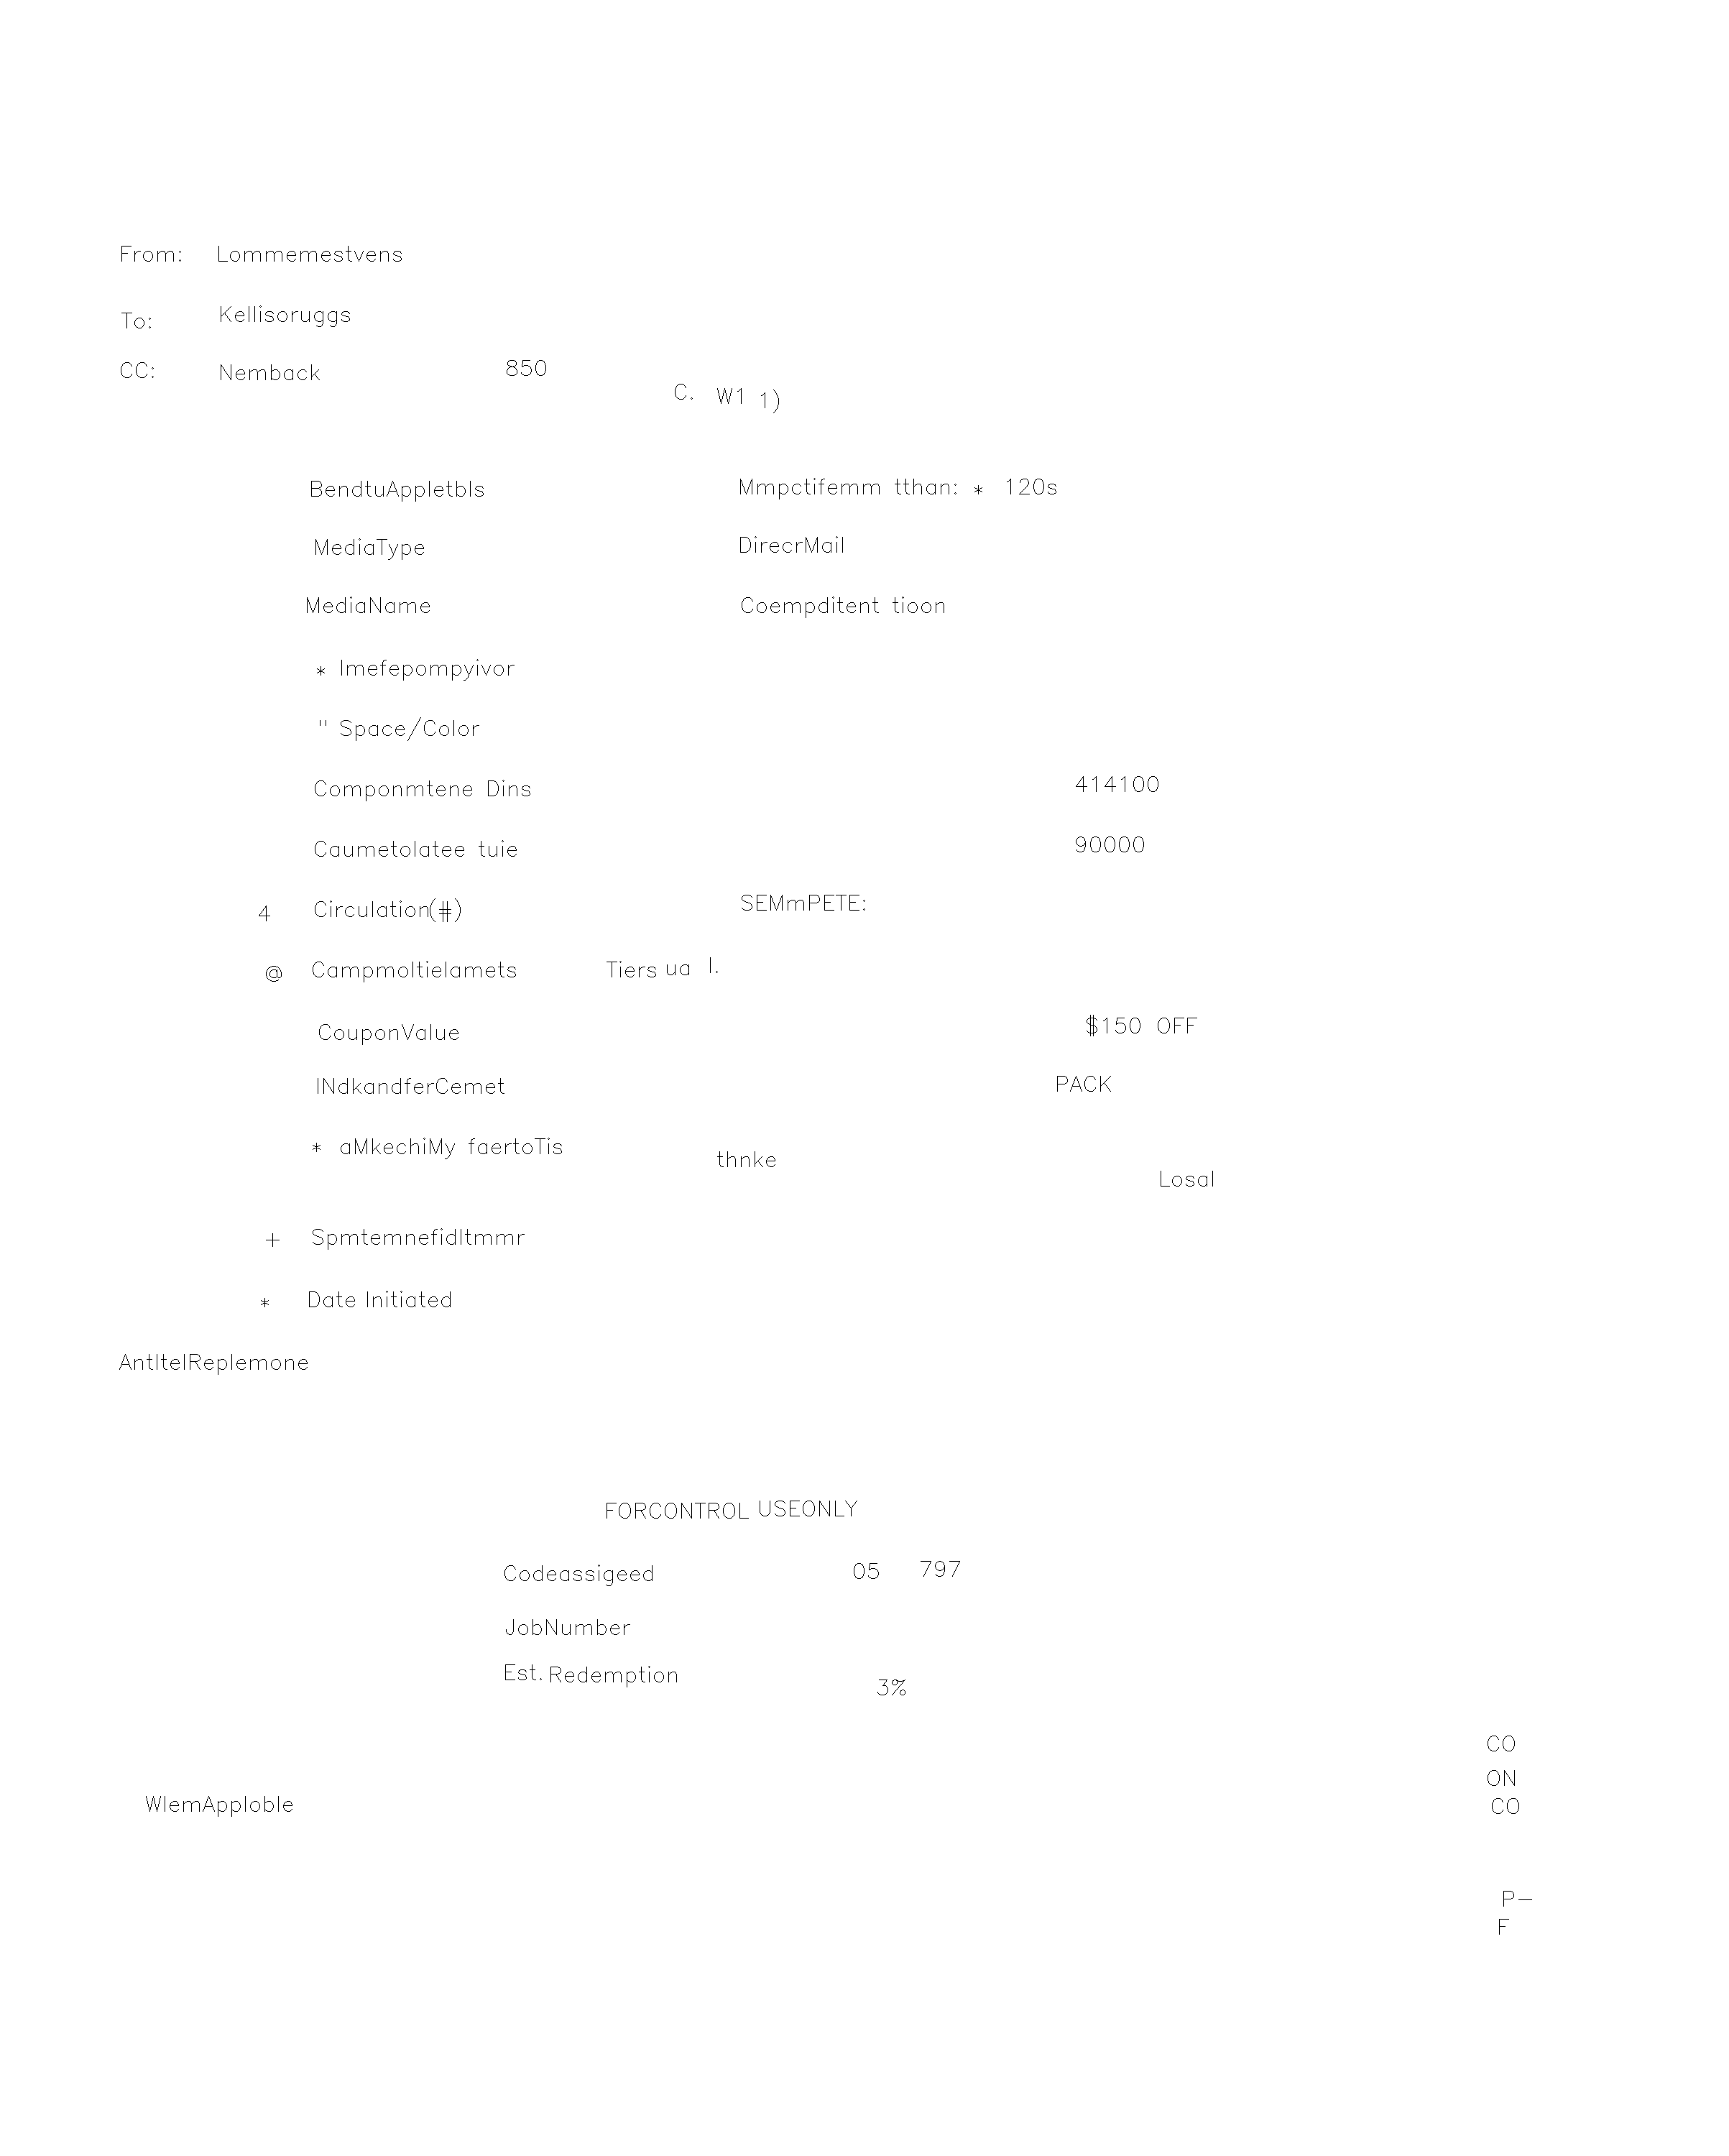 From: Lommemestvens
To: Kellisoruggs
CC: Nemback 850
C. W1 1)
BendtuAppletbls Mmpctifemm tthan: * 120s
MediaType DirecrMail
MediaName Coempditent tioon
* Imefepompyivor
" Space/Color
Componmtene Dins 414100
Caumetolatee tuie 90000
4 Circulation(#) SEMmPETE:
@ Campmoltielamets Tiers ua l.
CouponValue $150 OFF
INdkandferCemet PACK
* aMkechiMy faertoTis thnke
Losal
+ Spmtemnefidltmmr
* Date Initiated
AntltelReplemone
FORCONTROL USEONLY
Codeassigeed 05 797
JobNumber
Est. Redemption 3%
CO
ON
WlemApploble CO
P-
F